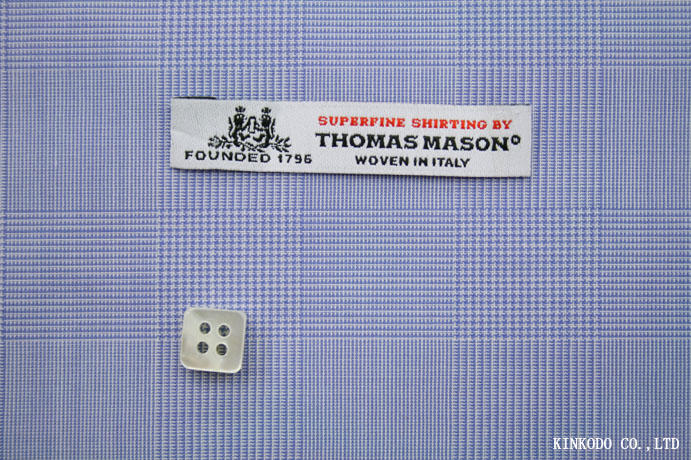 SUPERFINE SHIRTING BY
THOMAS MASON
FOUNDED 1796
WOVEN IN ITALY
KINKODO CO.,LTD